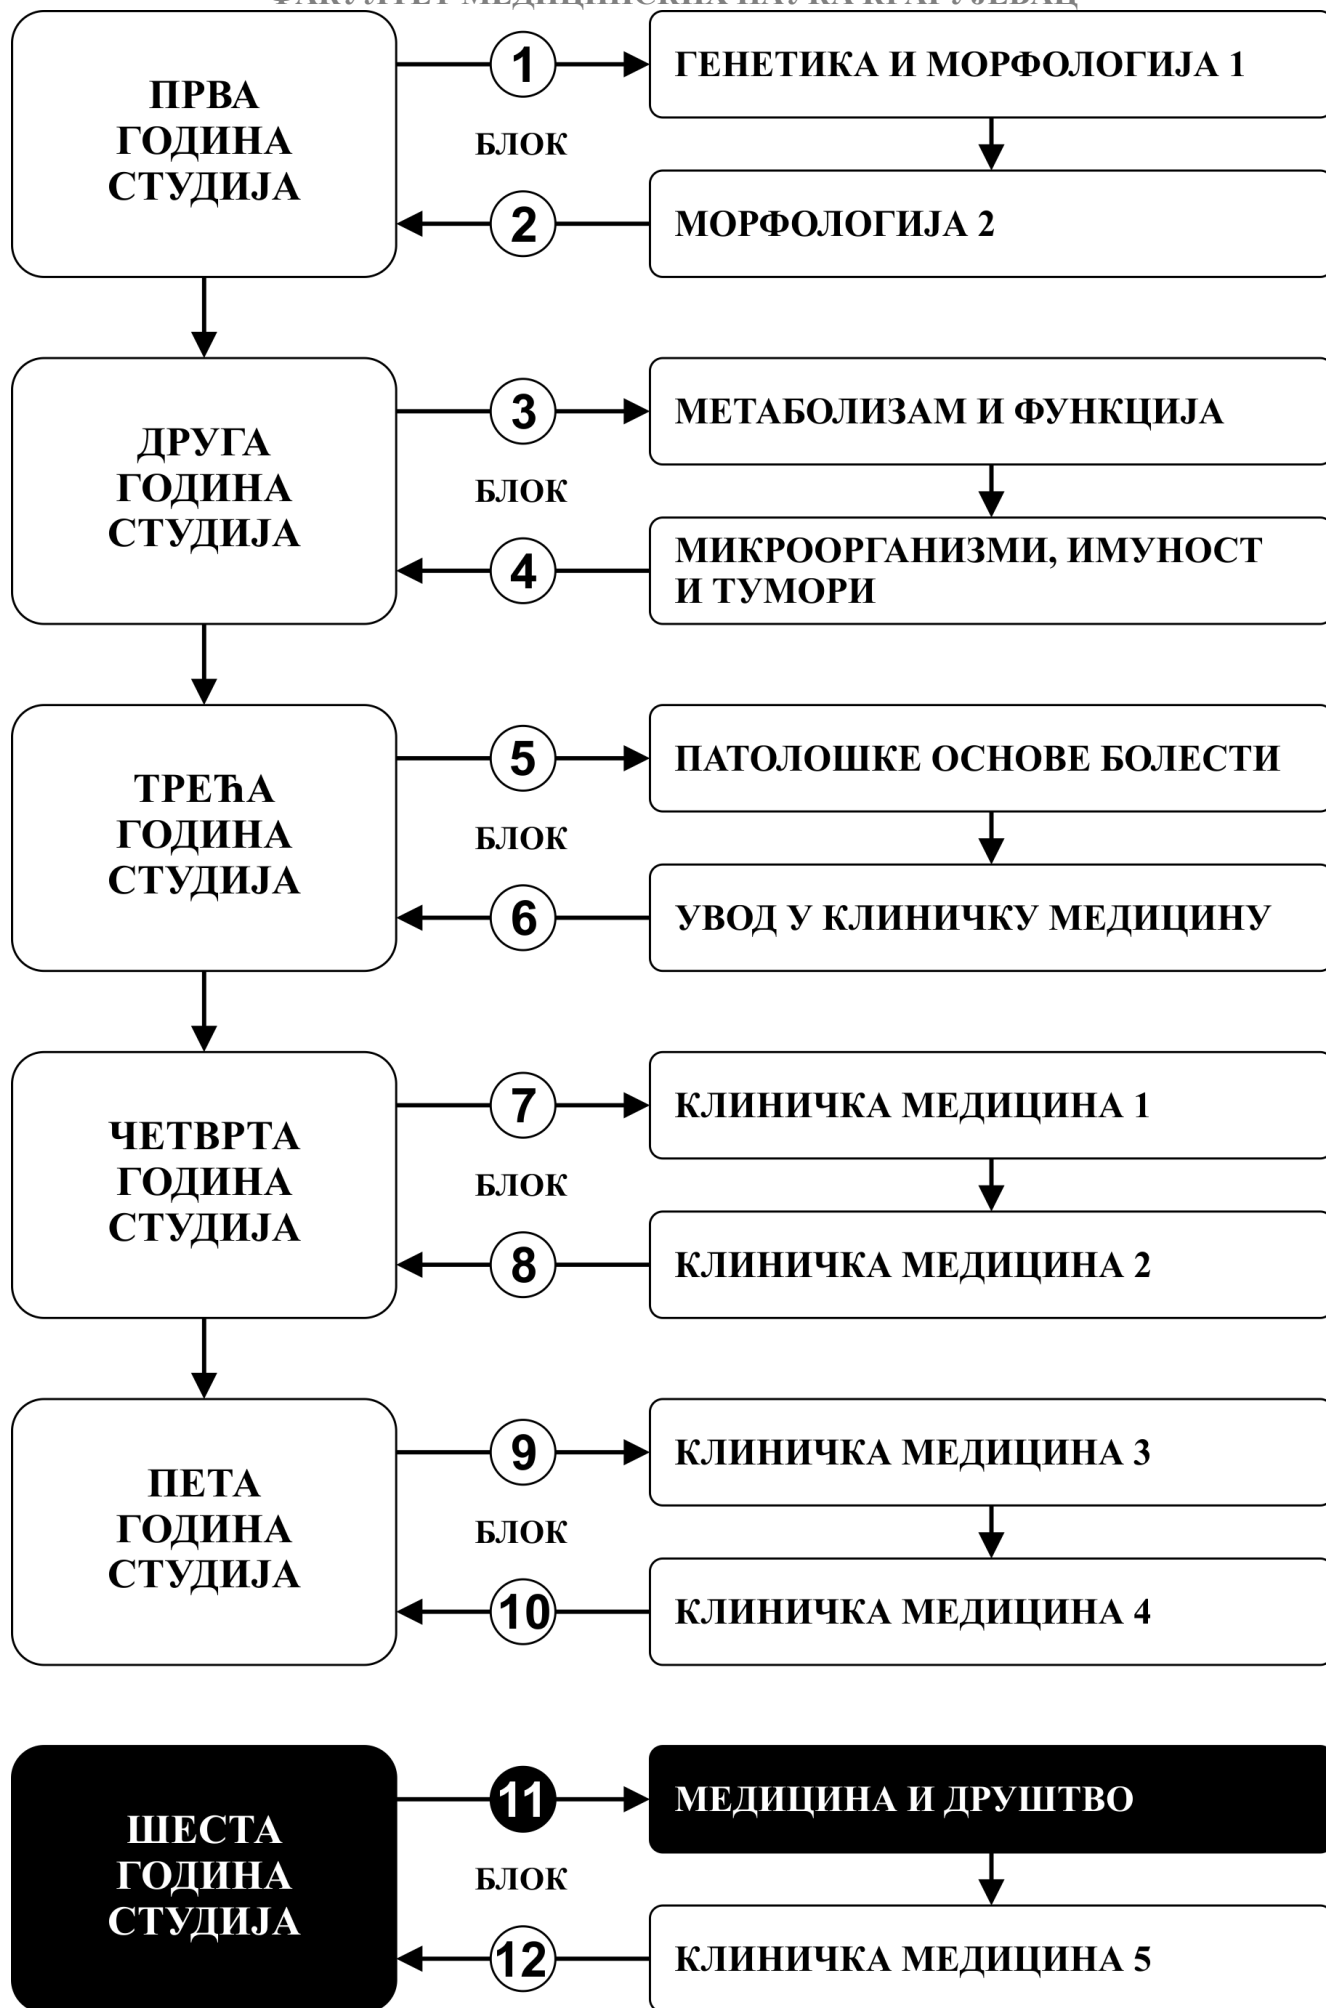 ПРВА
ГОДИНА
СТУДИЈА
1
ГЕНЕТИКА И МОРФОЛОГИЈА 1
БЛОК
2
МОРФОЛОГИЈА 2
ДРУГА
ГОДИНА
СТУДИЈА
3
МЕТАБОЛИЗАМ И ФУНКЦИЈА
БЛОК
4
МИКРООРГАНИЗМИ, ИМУНОСТ
И ТУМОРИ
ТРЕЋА
ГОДИНА
СТУДИЈА
5
ПАТОЛОШКЕ ОСНОВЕ БОЛЕСТИ
БЛОК
6
УВОД У КЛИНИЧКУ МЕДИЦИНУ
ЧЕТВРТА
ГОДИНА
СТУДИЈА
7
КЛИНИЧКА МЕДИЦИНА 1
БЛОК
8
КЛИНИЧКА МЕДИЦИНА 2
ПЕТА
ГОДИНА
СТУДИЈА
9
КЛИНИЧКА МЕДИЦИНА 3
БЛОК
10
КЛИНИЧКА МЕДИЦИНА 4
ШЕСТА
ГОДИНА
СТУДИЈА
11
МЕДИЦИНА И ДРУШТВО
БЛОК
12
КЛИНИЧКА МЕДИЦИНА 5